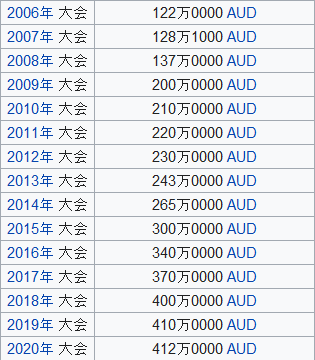 2006年 大会 122万0000 AUD
2007年 大会 128万1000 AUD
2008年 大会 137万0000 AUD
2009年 大会 200万0000 AUD
2010年 大会 210万0000 AUD
2011年 大会 220万0000 AUD
2012年 大会 230万0000 AUD
2013年 大会 243万0000 AUD
2014年 大会 265万0000 AUD
2015年 大会 300万0000 AUD
2016年 大会 340万0000 AUD
2017年 大会 370万0000 AUD
2018年 大会 400万0000 AUD
2019年 大会 410万0000 AUD
2020年 大会 412万0000 AUD